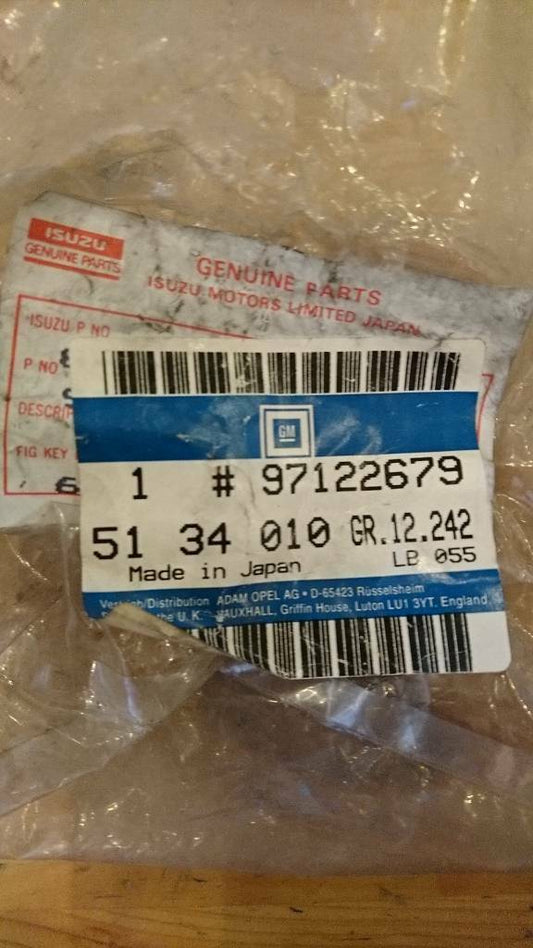 ISUZU
GENUINE PARTS
GENUINE PARTS
ISUZU MOTORS LIMITED JAPAN
ISUZU P NO
P NO
FIG KEY
GM
1 # 97122679
51 34 010 GR.12.242
Made in Japan LB 055
Distribution ADAM OPEL AG • D-65423 Rüsselsheim
the U.K. VAUXHALL, Griffin House, Luton LU1 3YT. England